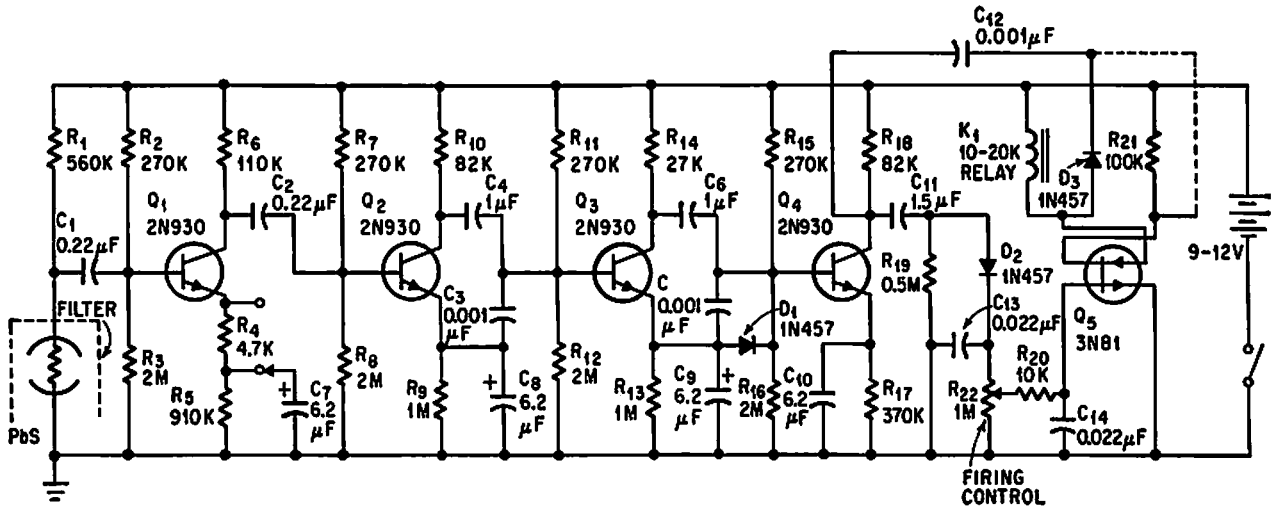 C12
0.001µF
R1
560K
R2
270K
R6
110K
R7
270K
R10
82K
R11
270K
R14
27K
R15
270K
R18
82K
K1
10-20K
RELAY
R21
100K
D3
1N457
C1
0.22µF
Q1
2N930
C2
0.22µF
Q2
2N930
C4
1µF
Q3
2N930
C6
1µF
Q4
2N930
C11
1.5µF
D2
1N457
9-12V
FILTER
R3
2M
R4
4.7K
R5
910K
C7
6.2
µF
R8
2M
C3
0.001
µF
R9
1M
C8
6.2
µF
R12
2M
C
0.001
µF
D1
1N457
R13
1M
C9
6.2
µF
R16
2M
C10
6.2
µF
R17
370K
R19
0.5M
C13
0.022µF
R20
10K
R22
1M
C14
0.022µF
Q5
3N81
PbS
+
+
+
FIRING
CONTROL